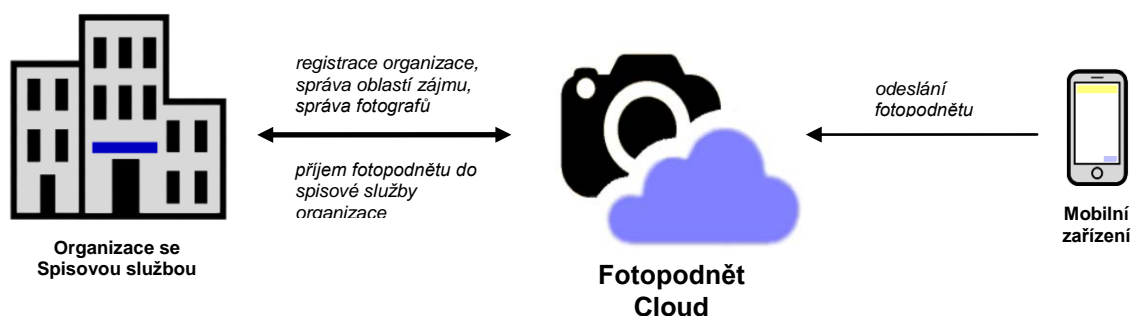 registrace organizace,
správa oblastí zájmu,
správa fotografů
příjem fotopodnětu do
spisové služby
organizace
Organizace se
Spisovou službou
Fotopodnět
Cloud
odeslání
fotopodnětu
Mobilní
zařízení